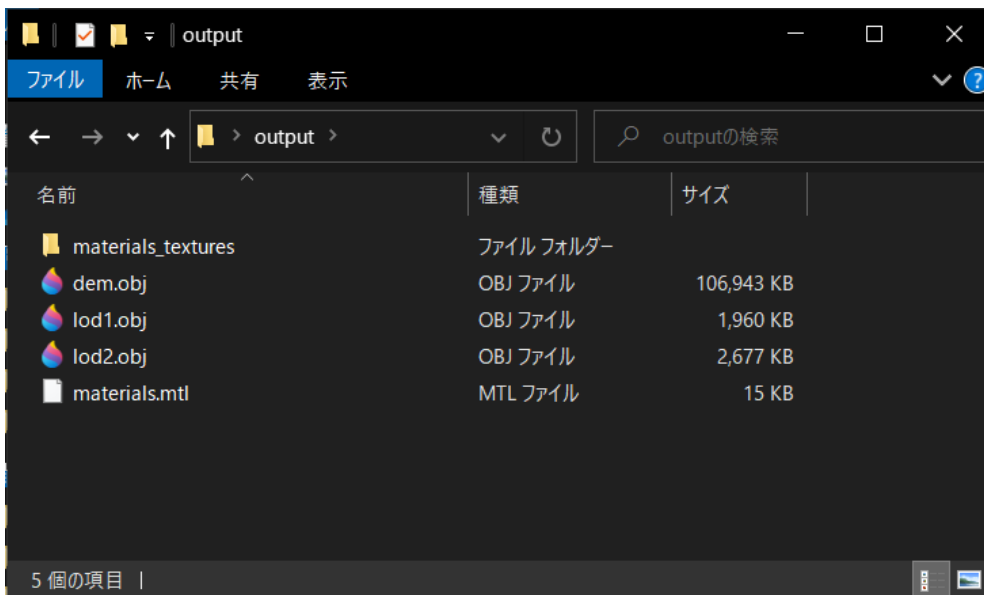 output
ファイル ホーム 共有 表示 ?
output outputの検索
名前 種類 サイズ
materials_textures ファイル フォルダー
dem.obj OBJ ファイル 106,943 KB
lod1.obj OBJ ファイル 1,960 KB
lod2.obj OBJ ファイル 2,677 KB
materials.mtl MTL ファイル 15 KB
5 個の項目